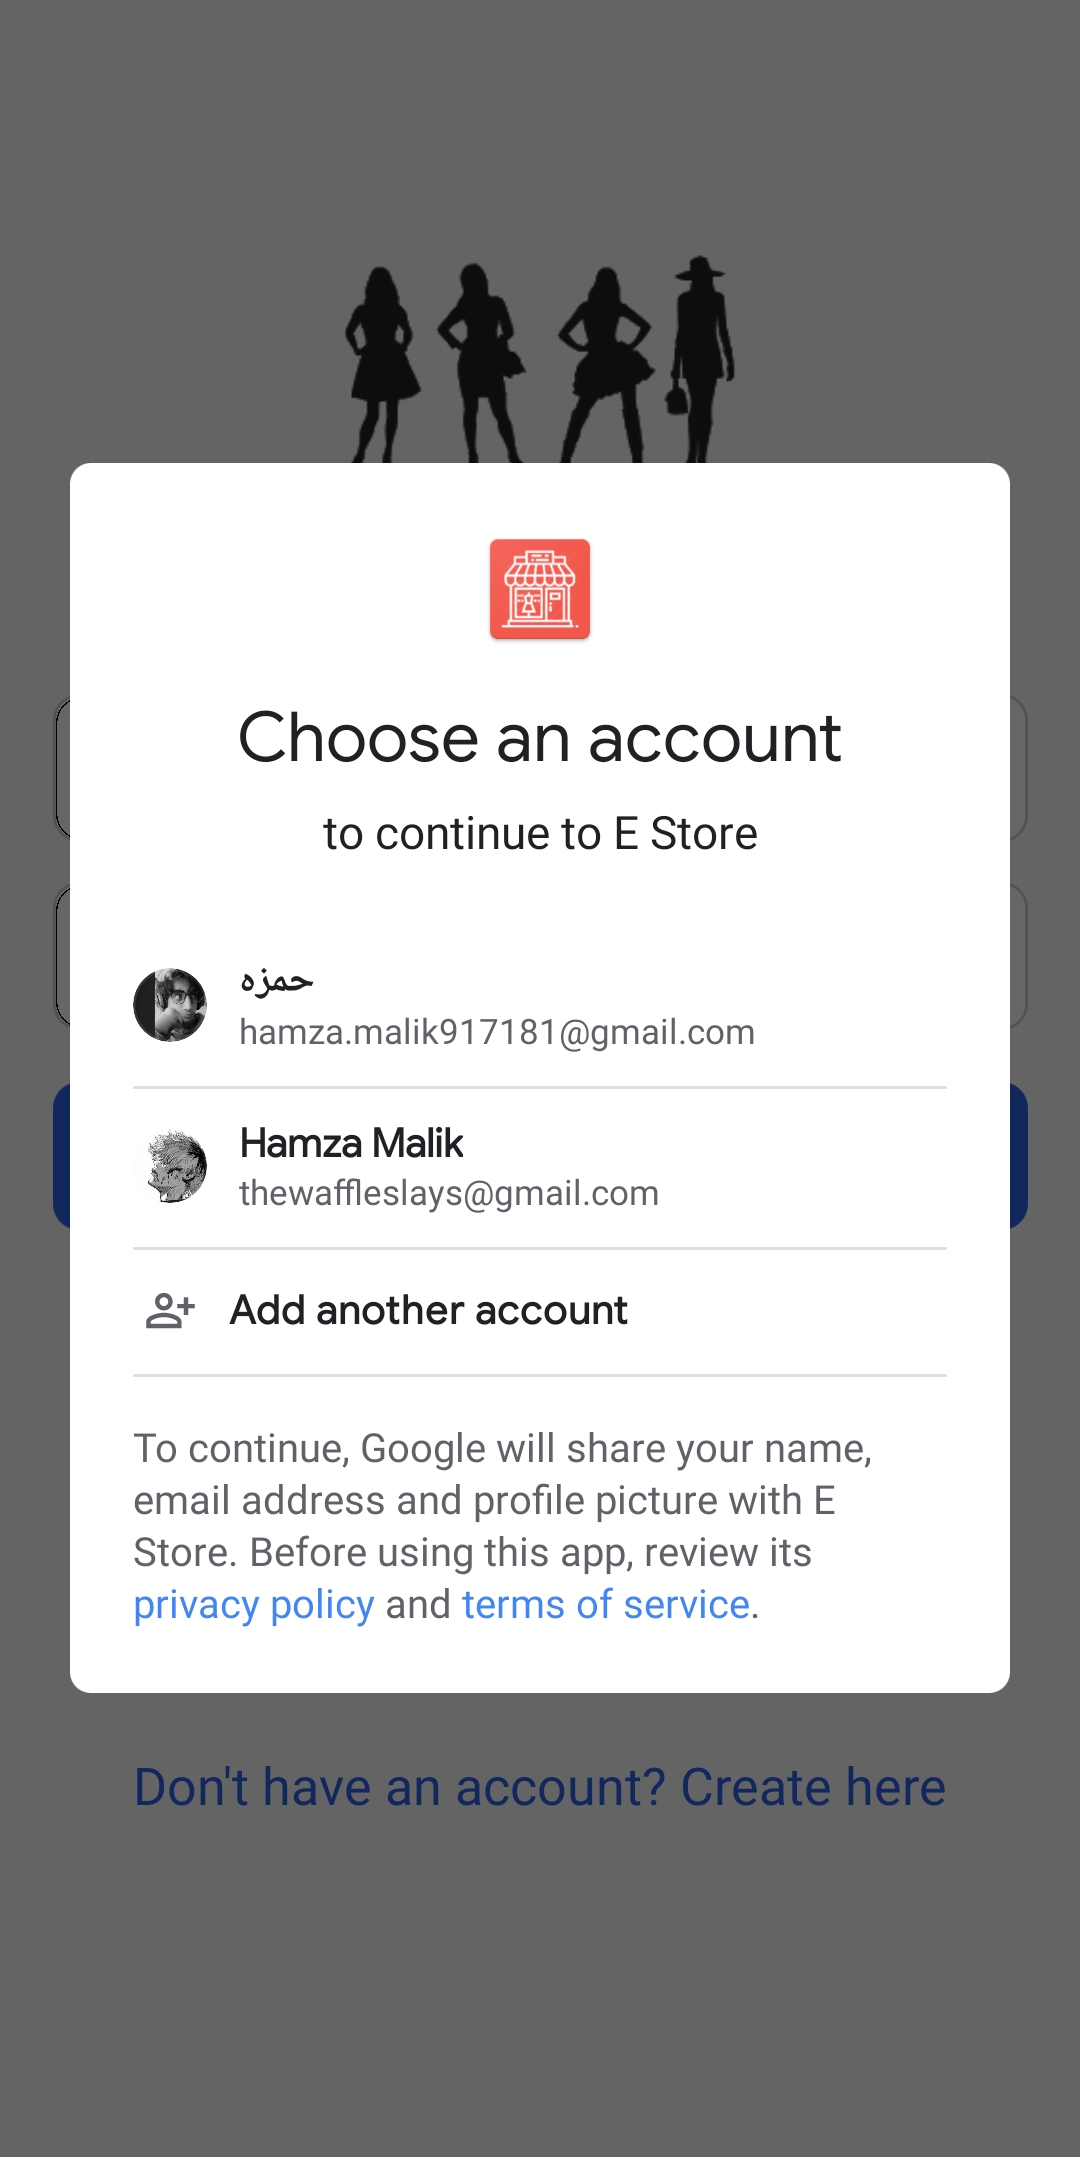 Choose an account
to continue to E Store
حمزه
hamza.malik917181@gmail.com
Hamza Malik
thewaffleslays@gmail.com
Add another account
To continue, Google will share your name,
email address and profile picture with E
Store. Before using this app, review its
privacy policy and terms of service.
Don't have an account? Create here